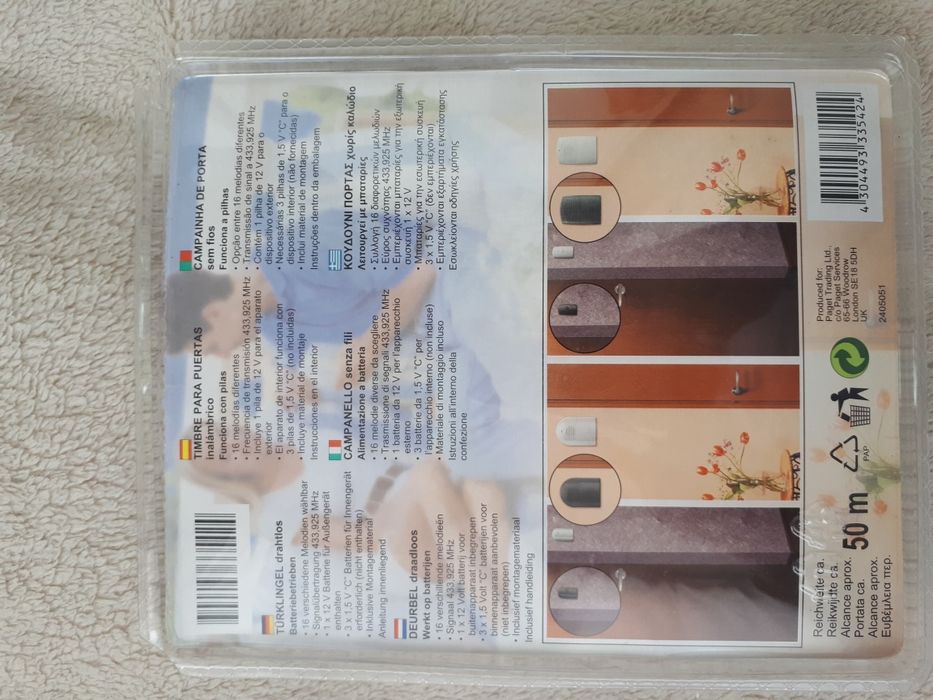 TÜRKLINGEL drahtlos
Batteriebetrieben
• 16 verschiedene Melodien wählbar
• Signalübertragung 433,925 MHz
• 1 x 12 V Batterie für Außengerät
enthalten
• 3 x 1,5 V "C" Batterien für Innengerät
erforderlich (nicht enthalten)
• Inklusive Montagematerial
Anleitung innenliegend
DEURBEL draadloos
Werkt op batterijen
• 16 verschillende melodieën
• Signaal 433,925 MHz
• 1 x 12 Volt batterij voor
buitenapparaat inbegrepen
• 3 x 1,5 Volt "C" batterijen voor
binnenapparaat aanbevolen
(niet inbegrepen)
• Inclusief montagemateriaal
Inclusief handleiding
TIMBRE PARA PUERTAS
inalámbrico
Funciona con pilas
• 16 melodías diferentes
• Frecuencia de transmisión 433,925 MHz
• Incluye 1 pila de 12 V para el aparato
exterior
• El aparato de interior funciona con
3 pilas de 1,5 V "C" (no incluidas)
• Incluye material de montaje
Instrucciones en el interior
CAMPANELLO senza fili
Alimentazione a batteria
• 16 melodie diverse da scegliere
• Trasmissione di segnali 433,925 MHz
• 1 batteria da 12 V per l'apparecchio
esterno
• 3 batterie da 1,5 V "C" per
l'apparecchio interno (non incluse)
• Materiale di montaggio incluso
Istruzioni all'interno della
confezione
CAMPAINHA DE PORTA
sem fios
Funciona a pilhas
• Opção entre 16 melodias diferentes
• Transmissão de sinal a 433,925 MHz
• Contém 1 pilha de 12 V para o
dispositivo exterior
• Necessárias 3 pilhas de 1,5 V "C" para o
dispositivo interior (não fornecidas)
• Inclui material de montagem
Instruções dentro da embalagem
ΚΟΥΔΟΥΝΙ ΠΟΡΤΑΣ χωρίς καλώδιο
Λειτουργεί με μπαταρίες
• Συλλογή 16 διαφορετικών μελωδιών
• Εύρος συχνότητας 433,925 MHz
• Εμπεριέχονται μπαταρίες για την εξωτερική
συσκευή 1 x 12 V
• Μπαταρίες για την εσωτερική συσκευή
3 x 1,5 V "C" (δεν εμπεριέχονται)
• Εμπεριέχονται εξαρτήματα εγκατάστασης
Εσωκλείονται οδηγίες χρήσης
Reichweite ca.
Reikwijdte ca.
Alcance aprox.
Portata ca.
Alcance aprox.
Ευβέλμεια περ.
50 m
PAP
Produced for:
Paget Trading Ltd.
c/o Paget Services
65-66 Woodrow
London SE18 5DH
UK
2405051
4 304493 335424